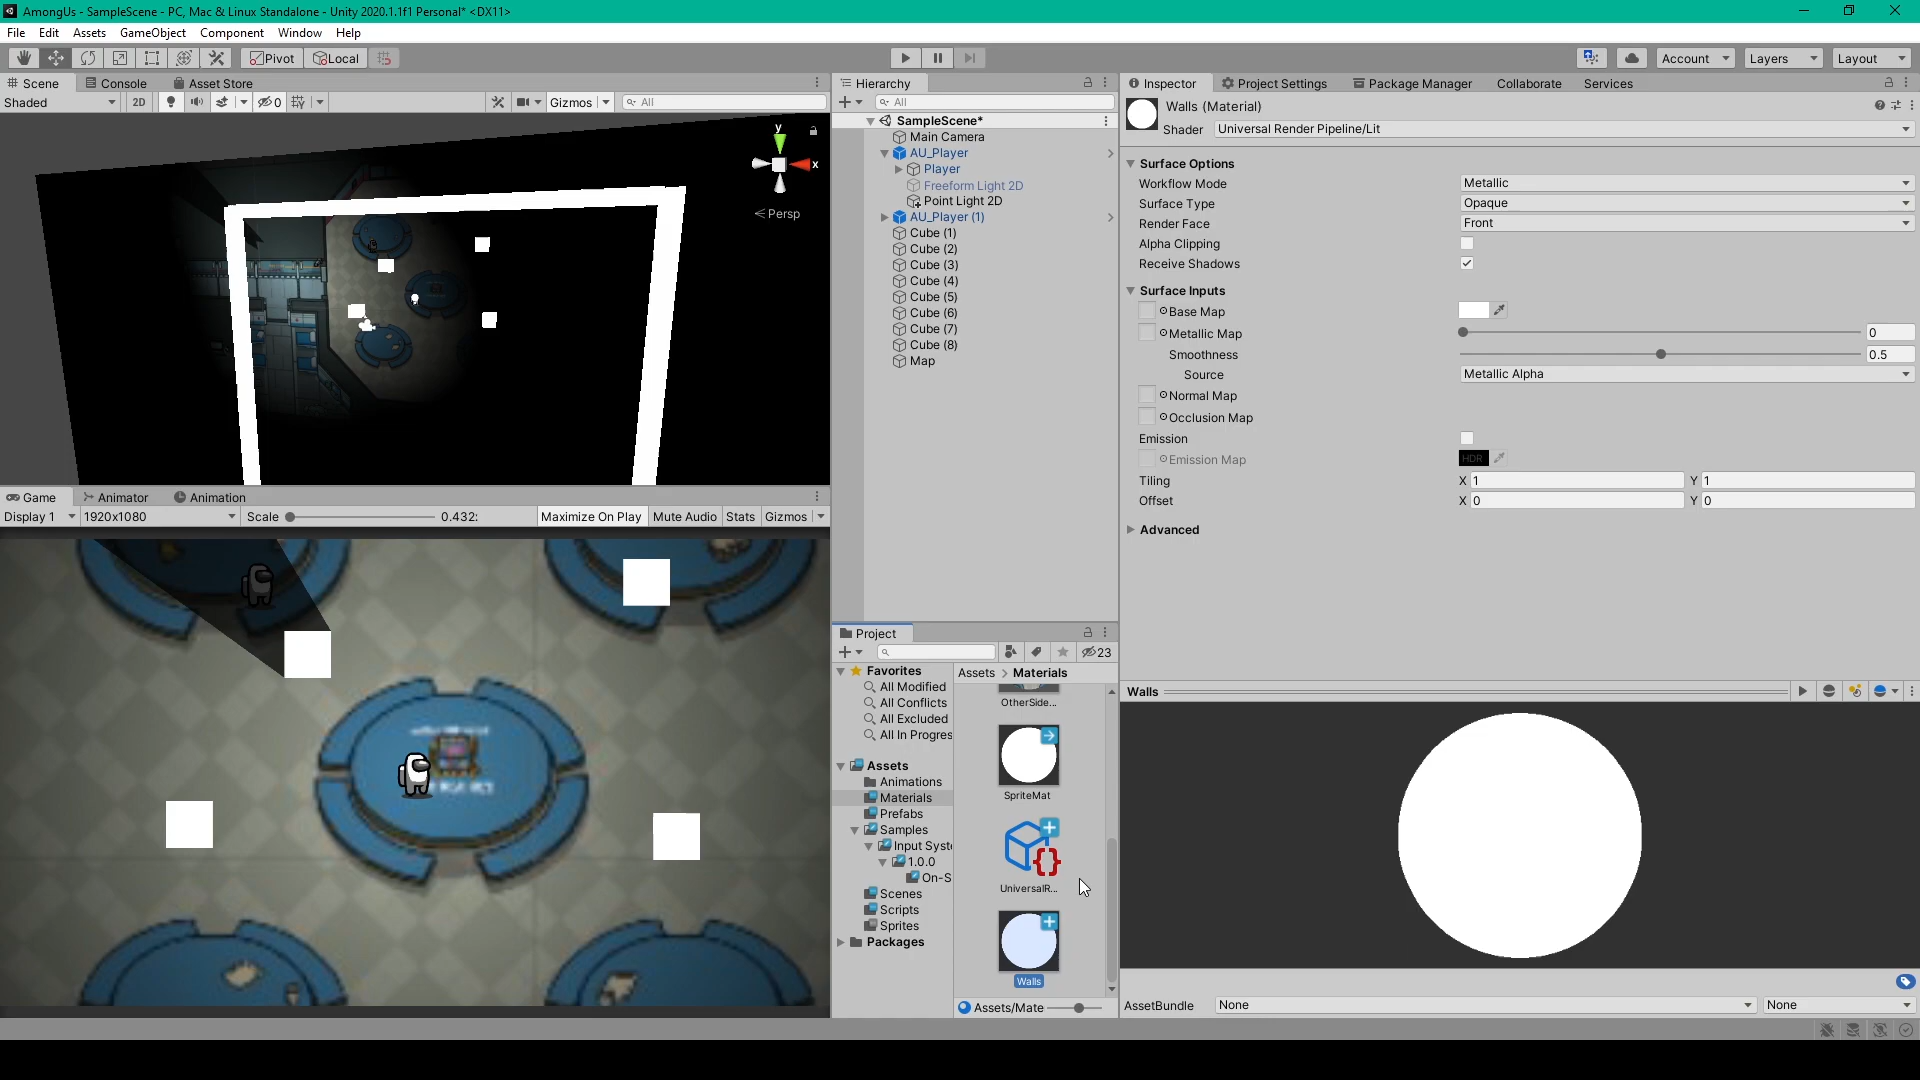 AmongUs - SampleScene - PC, Mac & Linux Standalone - Unity 2020.1.1f1 Personal* <DX11>
File Edit Assets GameObject Component Window Help
Pivot Local Account Layers Layout
Scene Console Asset Store
Shaded 2D 0 Gizmos All
y
x
Persp
Game Animator Animation
Display 1 1920x1080 Scale 0.432: Maximize On Play Mute Audio Stats Gizmos
Hierarchy
All
SampleScene*
Main Camera
AU_Player
Player
Freeform Light 2D
Point Light 2D
AU_Player (1)
Cube (1)
Cube (2)
Cube (3)
Cube (4)
Cube (5)
Cube (6)
Cube (7)
Cube (8)
Map
Project
23
Favorites
All Modified
All Conflicts
All Excluded
All In Progres
Assets
Animations
Materials
Prefabs
Samples
Input Syst
1.0.0
On-S
Scenes
Scripts
Sprites
Packages
Assets > Materials
OtherSide...
SpriteMat
UniversalR...
Walls
Assets/Mate
Inspector Project Settings Package Manager Collaborate Services
Walls (Material)
Shader Universal Render Pipeline/Lit
Surface Options
Workflow Mode Metallic
Surface Type Opaque
Render Face Front
Alpha Clipping
Receive Shadows
Surface Inputs
Base Map
Metallic Map 0
Smoothness 0.5
Source Metallic Alpha
Normal Map
Occlusion Map
Emission
Emission Map HDR
Tiling X 1 Y 1
Offset X 0 Y 0
Advanced
Walls
AssetBundle None None